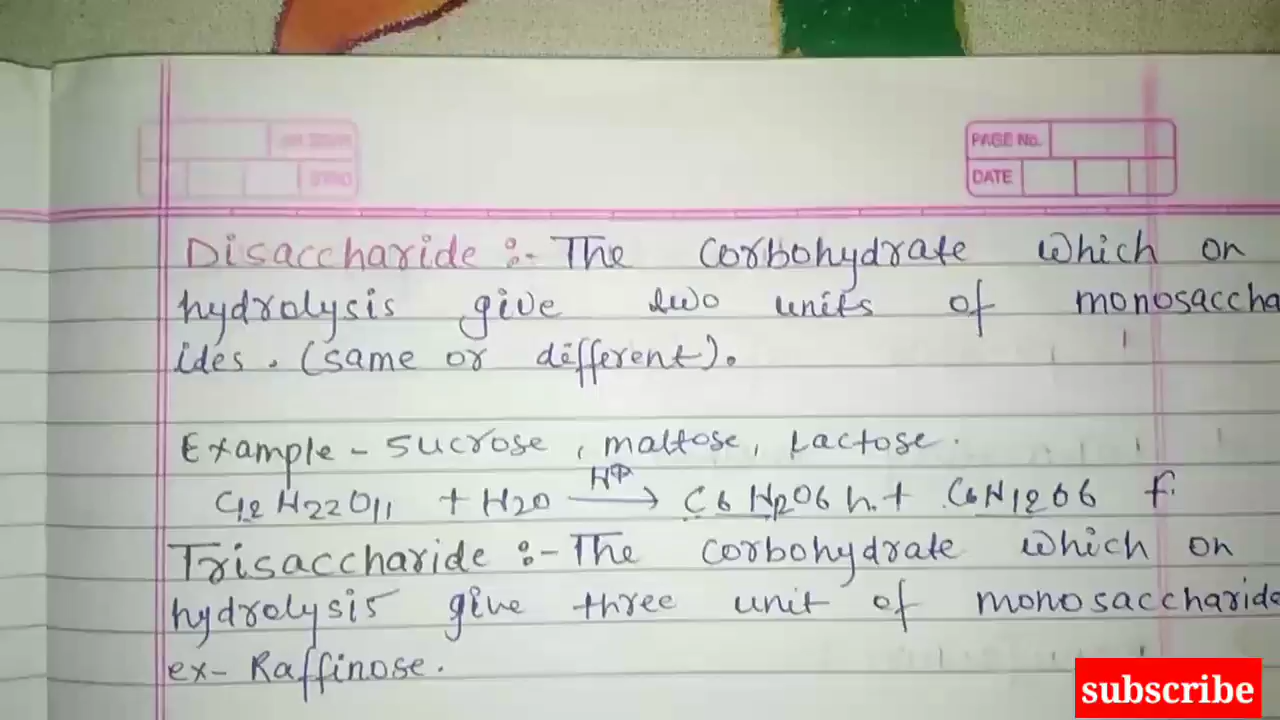 PAGE No.
DATE
Disaccharide :- The corbohydrate which on
hydrolysis give two units of monosaccha
ides. (same or different).
Example - sucrose, maltose, Lactose.
C12H22O11 + H2O H⊕ → C6H12O6 h. + C6H12O6 f.
Trisaccharide :- The corbohydrate which on
hydrolysis give three unit of monosaccharide
ex- Raffinose.
subscribe